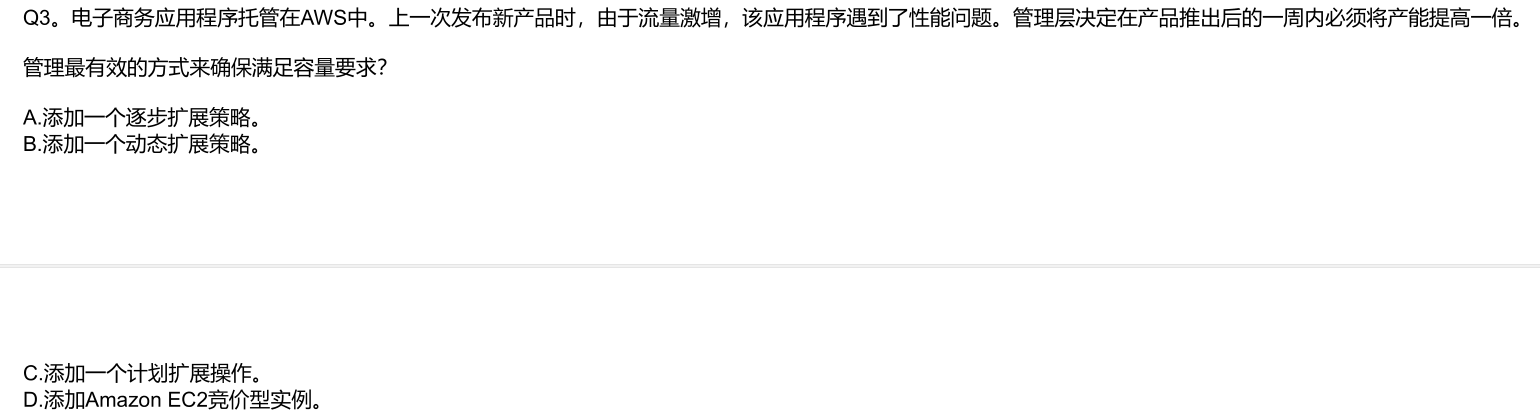 Q3。电子商务应用程序托管在AWS中。上一次发布新产品时，由于流量激增，该应用程序遇到了性能问题。管理层决定在产品推出后的一周内必须将产能提高一倍。
管理最有效的方式来确保满足容量要求？
A.添加一个逐步扩展策略。
B.添加一个动态扩展策略。
C.添加一个计划扩展操作。
D.添加Amazon EC2竞价型实例。